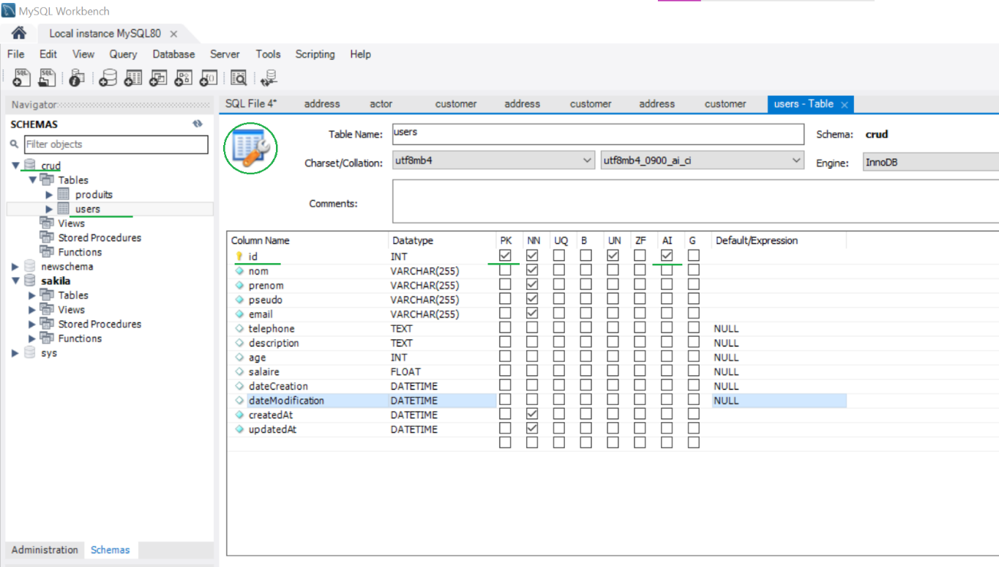 MySQL Workbench
Local instance MySQL80
File Edit View Query Database Server Tools Scripting Help
Navigator
SCHEMAS
Filter objects
crud
Tables
produits
users
Views
Stored Procedures
Functions
newschema
sakila
Tables
Views
Stored Procedures
Functions
sys
Administration Schemas
SQL File 4* address actor customer address customer address customer users - Table
Table Name: users Schema: crud
Charset/Collation: utf8mb4 utf8mb4_0900_ai_ci Engine: InnoDB
Comments:
Column Name Datatype PK NN UQ B UN ZF AI G Default/Expression
id INT
nom VARCHAR(255)
prenom VARCHAR(255)
pseudo VARCHAR(255)
email VARCHAR(255)
telephone TEXT NULL
description TEXT NULL
age INT NULL
salaire FLOAT NULL
dateCreation DATETIME NULL
dateModification DATETIME NULL
createdAt DATETIME
updatedAt DATETIME